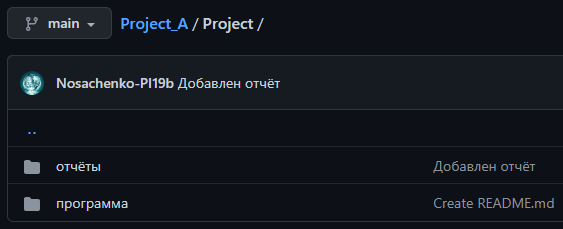 main Project_A / Project /
Nosachenko-PI19b Добавлен отчёт
..
отчёты Добавлен отчёт
программа Create README.md